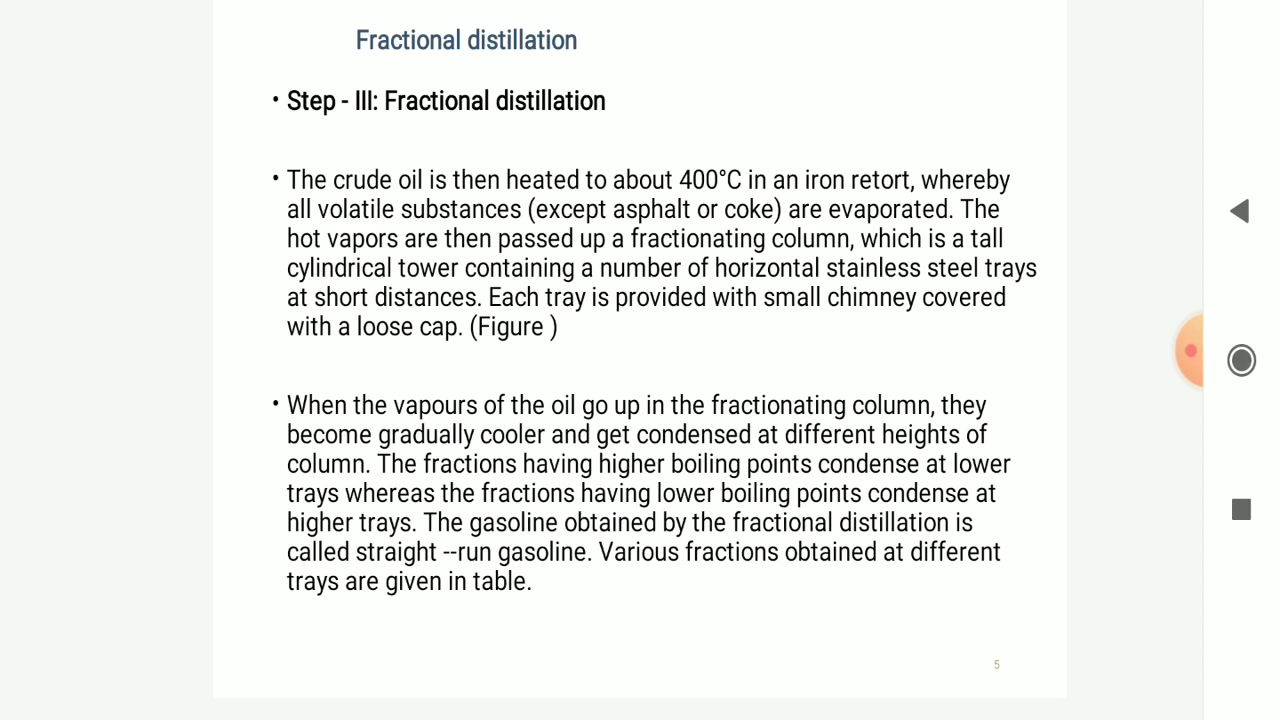 Fractional distillation
• Step - III: Fractional distillation
• The crude oil is then heated to about 400°C in an iron retort, whereby
all volatile substances (except asphalt or coke) are evaporated. The
hot vapors are then passed up a fractionating column, which is a tall
cylindrical tower containing a number of horizontal stainless steel trays
at short distances. Each tray is provided with small chimney covered
with a loose cap. (Figure )
• When the vapours of the oil go up in the fractionating column, they
become gradually cooler and get condensed at different heights of
column. The fractions having higher boiling points condense at lower
trays whereas the fractions having lower boiling points condense at
higher trays. The gasoline obtained by the fractional distillation is
called straight --run gasoline. Various fractions obtained at different
trays are given in table.
5